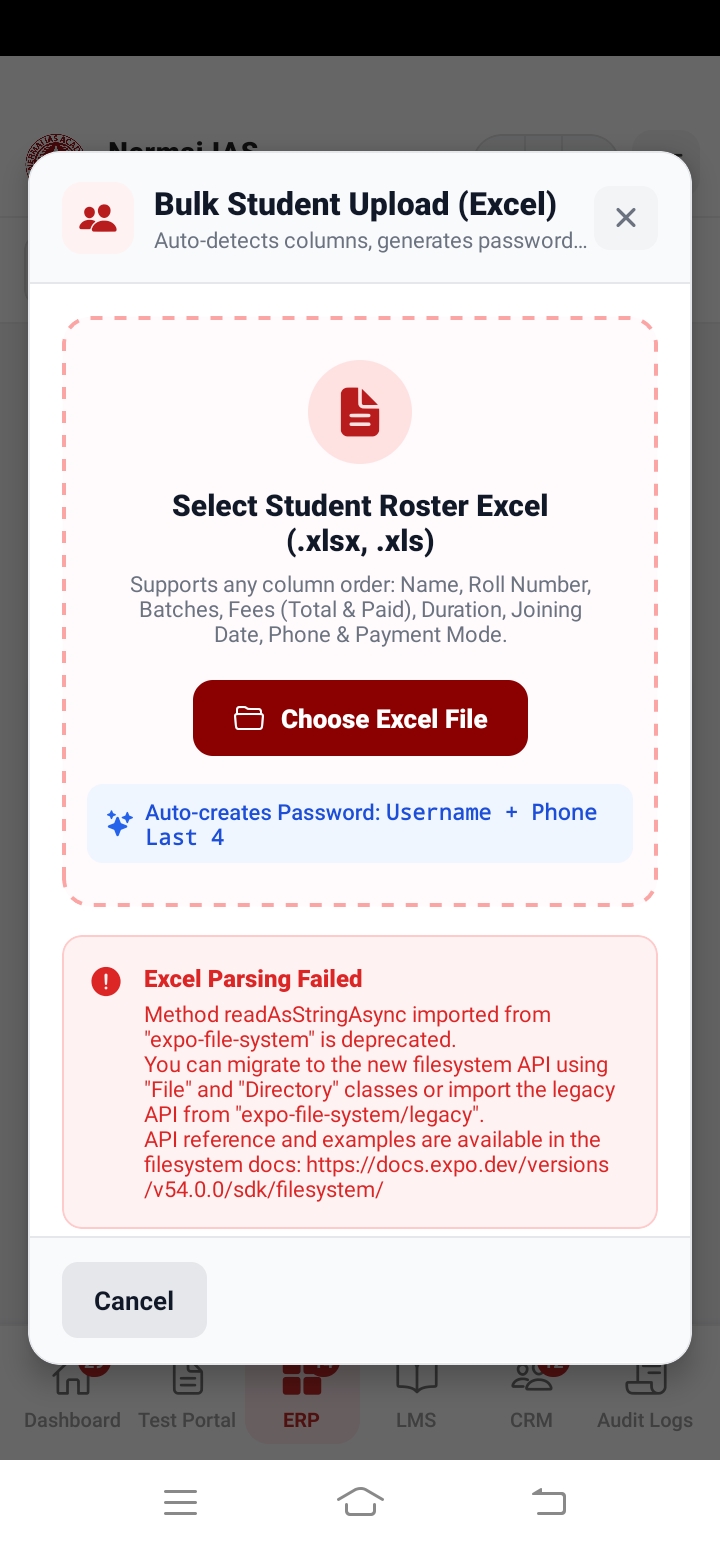 Bulk Student Upload (Excel)
Auto-detects columns, generates password…
Select Student Roster Excel
(.xlsx, .xls)
Supports any column order: Name, Roll Number,
Batches, Fees (Total & Paid), Duration, Joining
Date, Phone & Payment Mode.
Choose Excel File
Auto-creates Password: Username + Phone
Last 4
Excel Parsing Failed
Method readAsStringAsync imported from
"expo-file-system" is deprecated.
You can migrate to the new filesystem API using
"File" and "Directory" classes or import the legacy
API from "expo-file-system/legacy".
API reference and examples are available in the
filesystem docs: https://docs.expo.dev/versions
/v54.0.0/sdk/filesystem/
Cancel
Dashboard Test Portal ERP LMS CRM Audit Logs